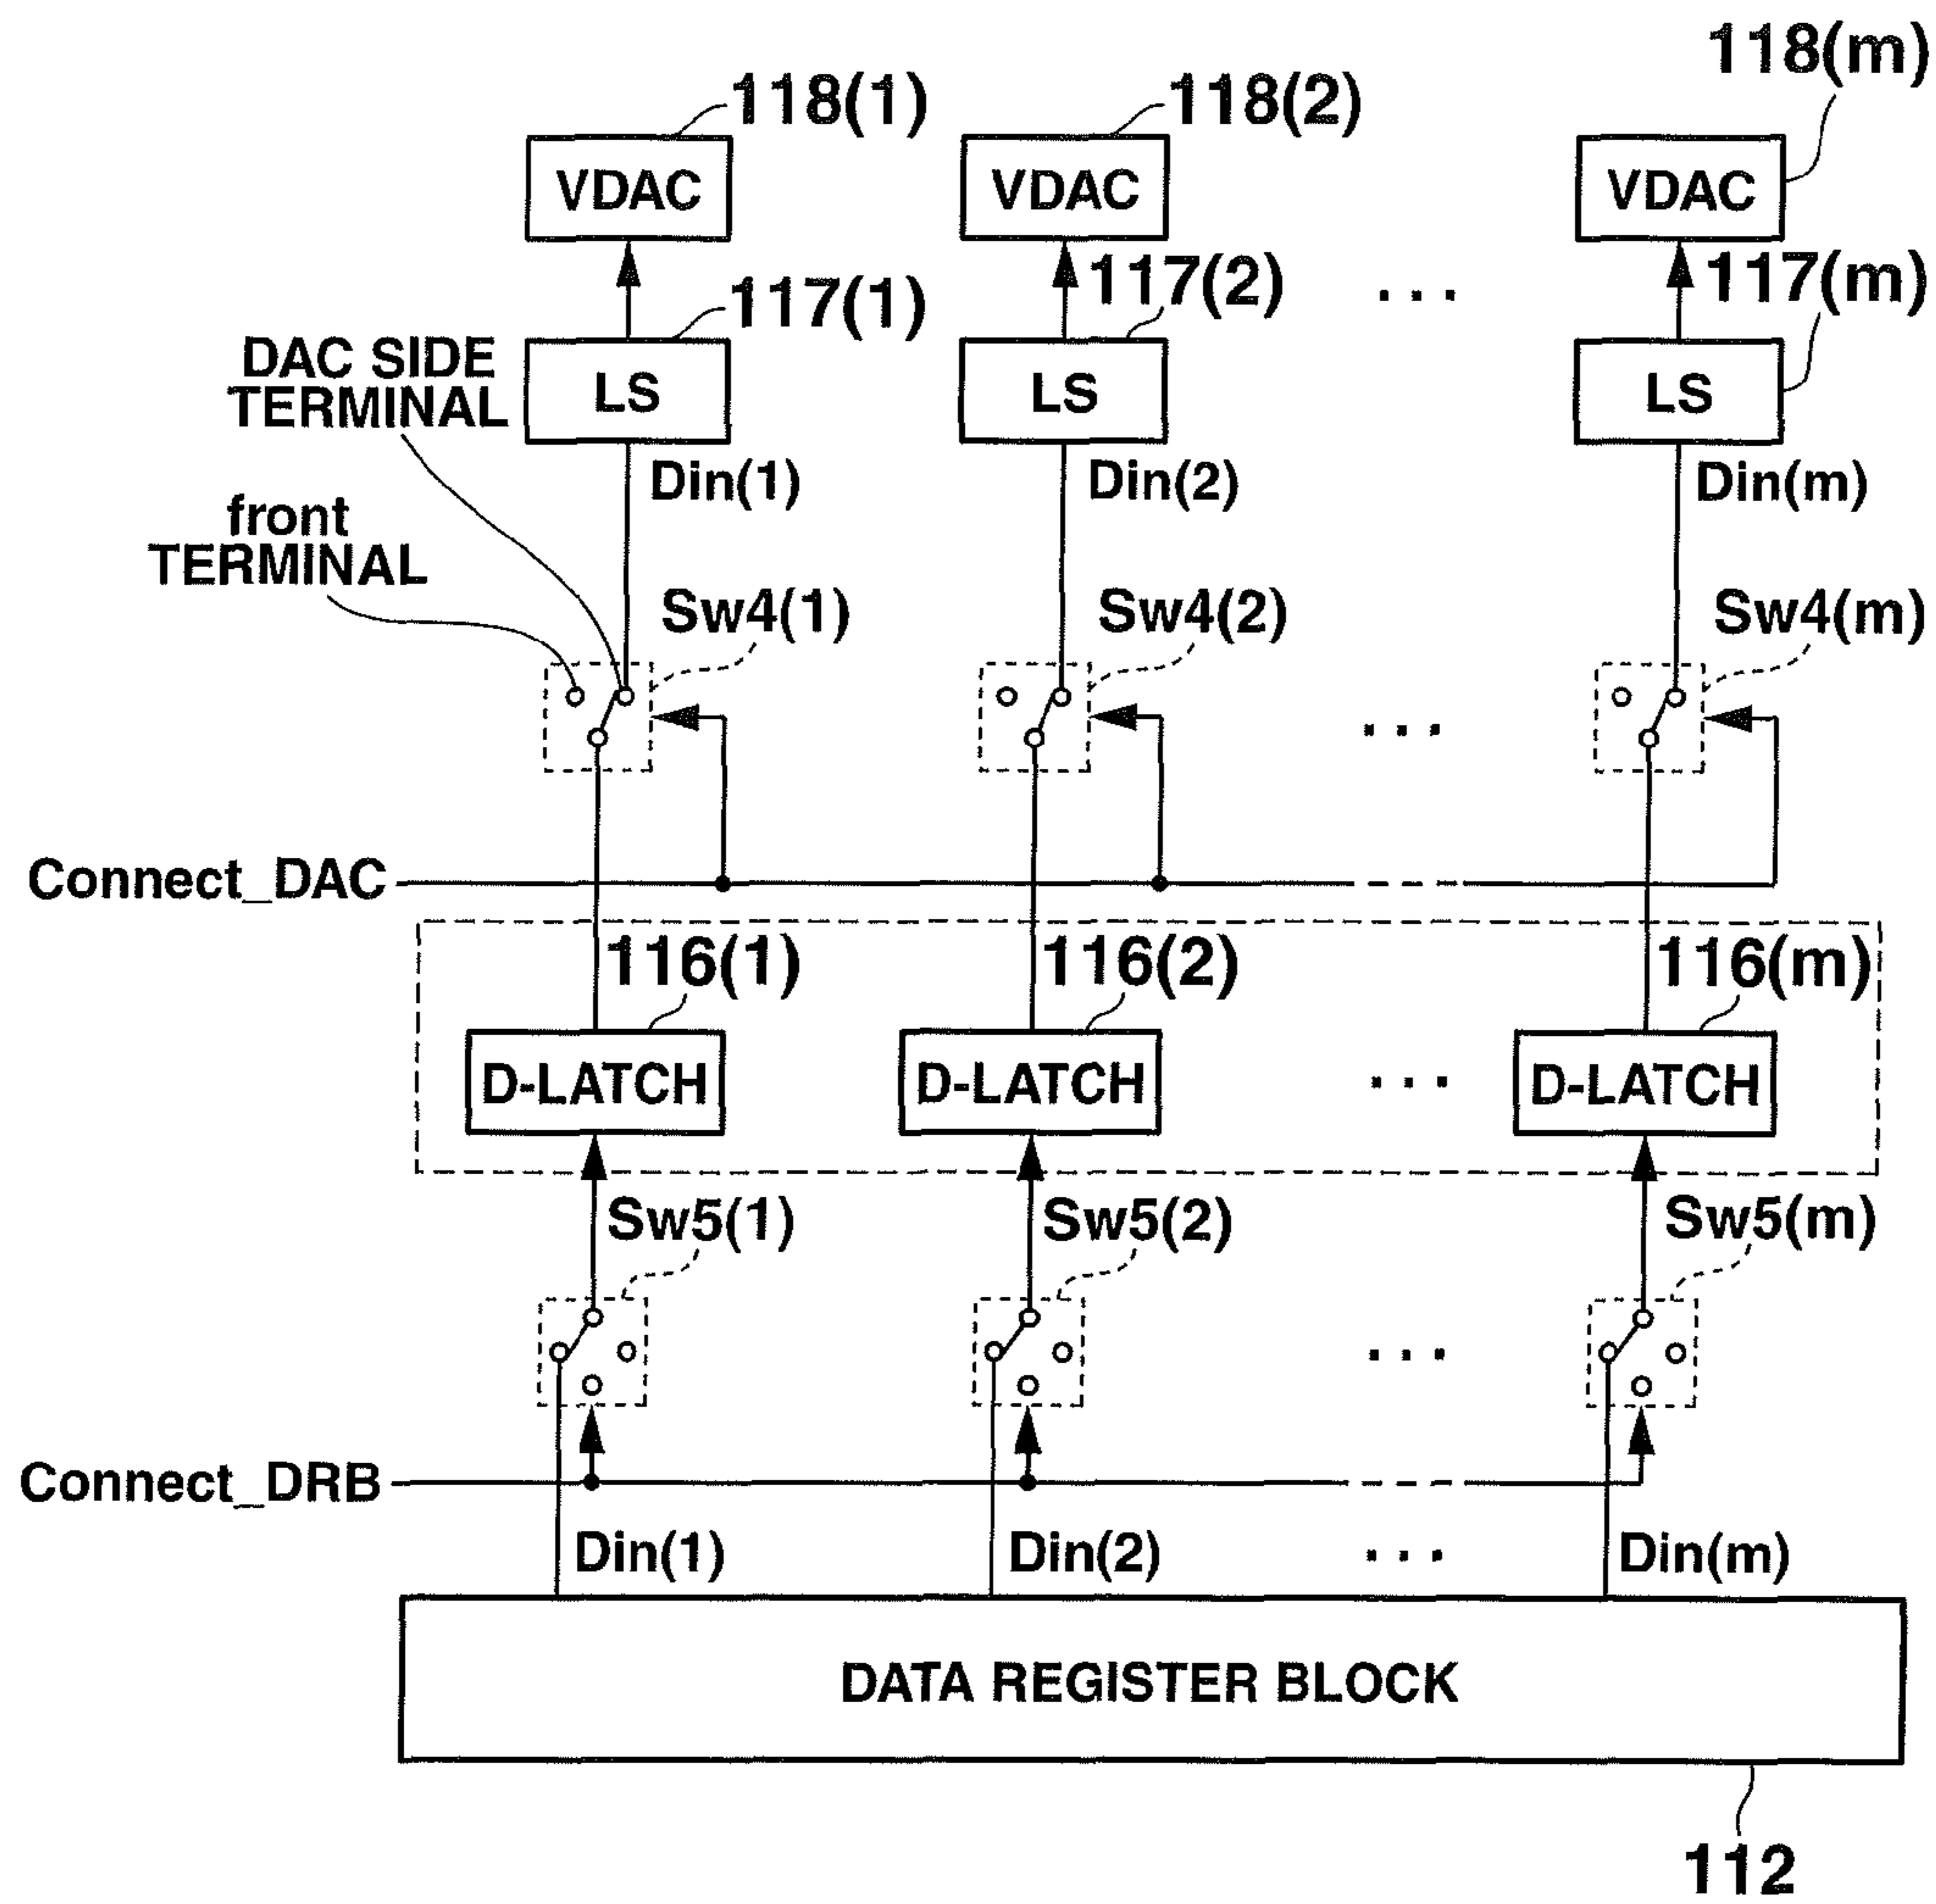 118(m)
118(1) 118(2)
VDAC VDAC VDAC
117(1) 117(2) ... 117(m)
DAC SIDE
TERMINAL
LS LS LS
Din(1) Din(2) Din(m)
front
TERMINAL
Sw4(1) Sw4(2) Sw4(m)
...
Connect_DAC
116(1) 116(2) 116(m)
D-LATCH D-LATCH ... D-LATCH
Sw5(1) Sw5(2) Sw5(m)
...
Connect_DRB
Din(1) Din(2) ... Din(m)
DATA REGISTER BLOCK
112